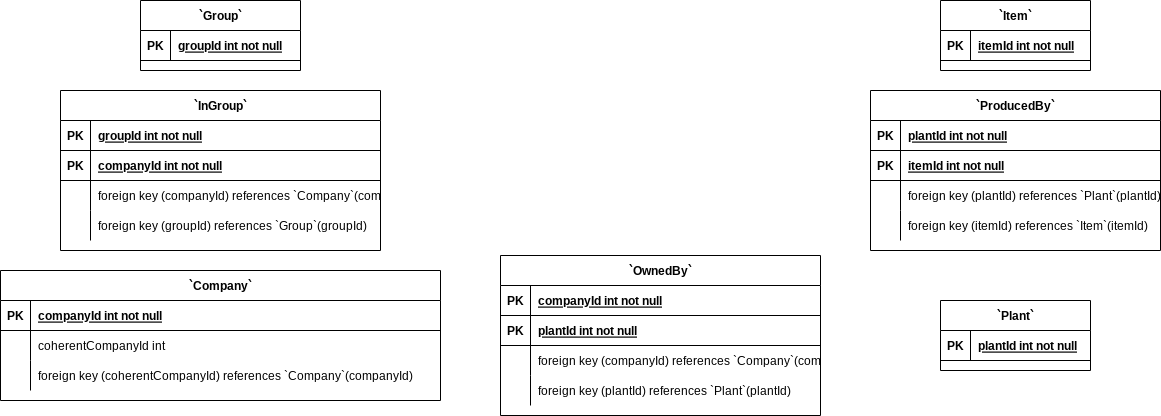 `Group`
PK groupId int not null
`InGroup`
PK groupId int not null
PK companyId int not null
foreign key (companyId) references `Company`(com
foreign key (groupId) references `Group`(groupId)
`Company`
PK companyId int not null
coherentCompanyId int
foreign key (coherentCompanyId) references `Company`(companyId)
`OwnedBy`
PK companyId int not null
PK plantId int not null
foreign key (companyId) references `Company`(com
foreign key (plantId) references `Plant`(plantId)
`Item`
PK itemId int not null
`ProducedBy`
PK plantId int not null
PK itemId int not null
foreign key (plantId) references `Plant`(plantId)
foreign key (itemId) references `Item`(itemId)
`Plant`
PK plantId int not null